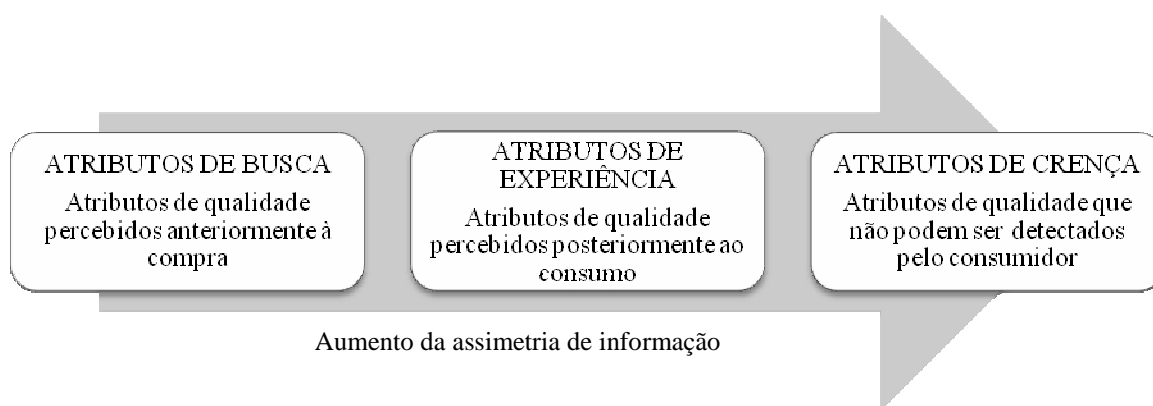 ATRIBUTOS DE BUSCA
Atributos de qualidade
percebidos anteriormente à
compra
ATRIBUTOS DE
EXPERIÊNCIA
Atributos de qualidade
percebidos posteriormente ao
consumo
ATRIBUTOS DE CRENÇA
Atributos de qualidade que
não podem ser detectados
pelo consumidor
Aumento da assimetria de informação